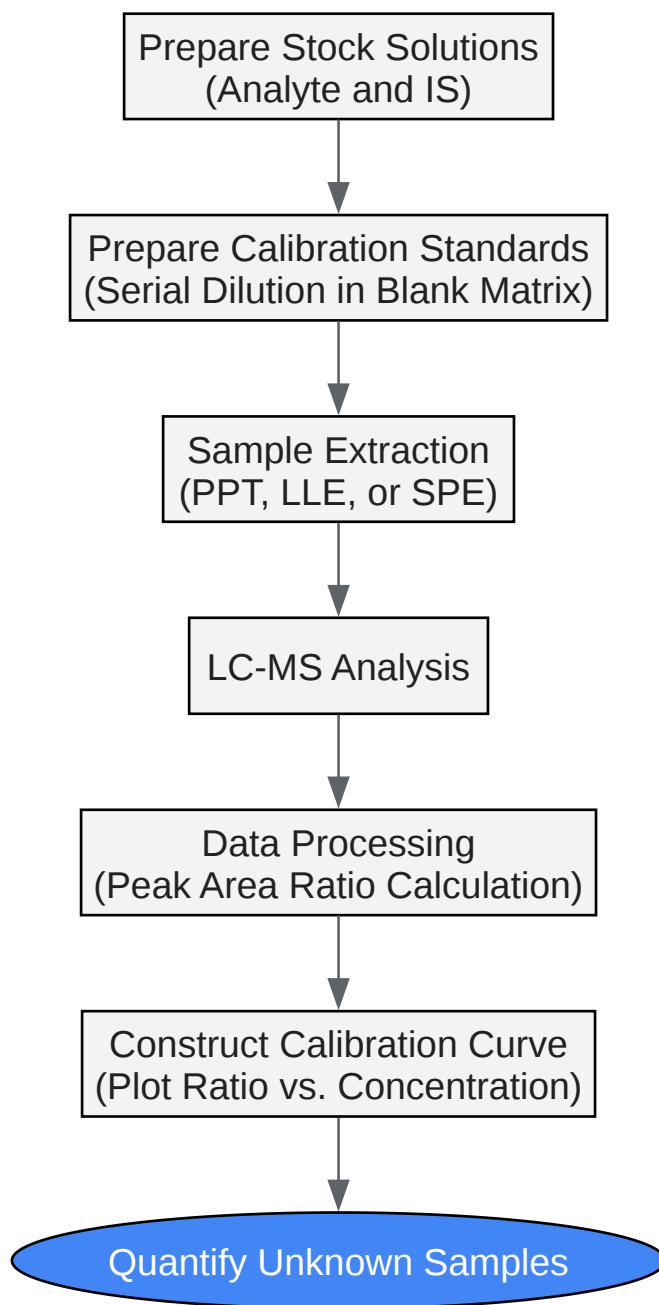 Prepare Stock Solutions
(Analyte and IS)
Prepare Calibration Standards
(Serial Dilution in Blank Matrix)
Sample Extraction
(PPT, LLE, or SPE)
LC-MS Analysis
Data Processing
(Peak Area Ratio Calculation)
Construct Calibration Curve
(Plot Ratio vs. Concentration)
Quantify Unknown Samples